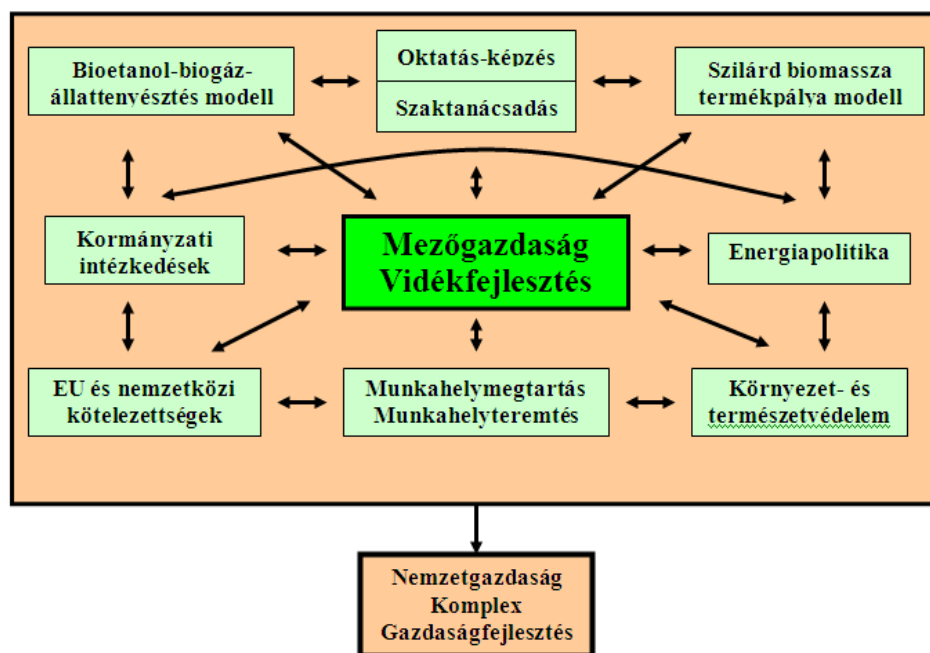 Bioetanol-biogáz-
állattenyésztés modell
Oktatás-képzés
Szaktanácsadás
Szilárd biomassza
termékpálya modell
Kormányzati
intézkedések
Mezőgazdaság
Vidékfejlesztés
Energiapolitika
EU és nemzetközi
kötelezettségek
Munkahelymegtartás
Munkahelyteremtés
Környezet- és
természetvédelem
Nemzetgazdaság
Komplex
Gazdaságfejlesztés